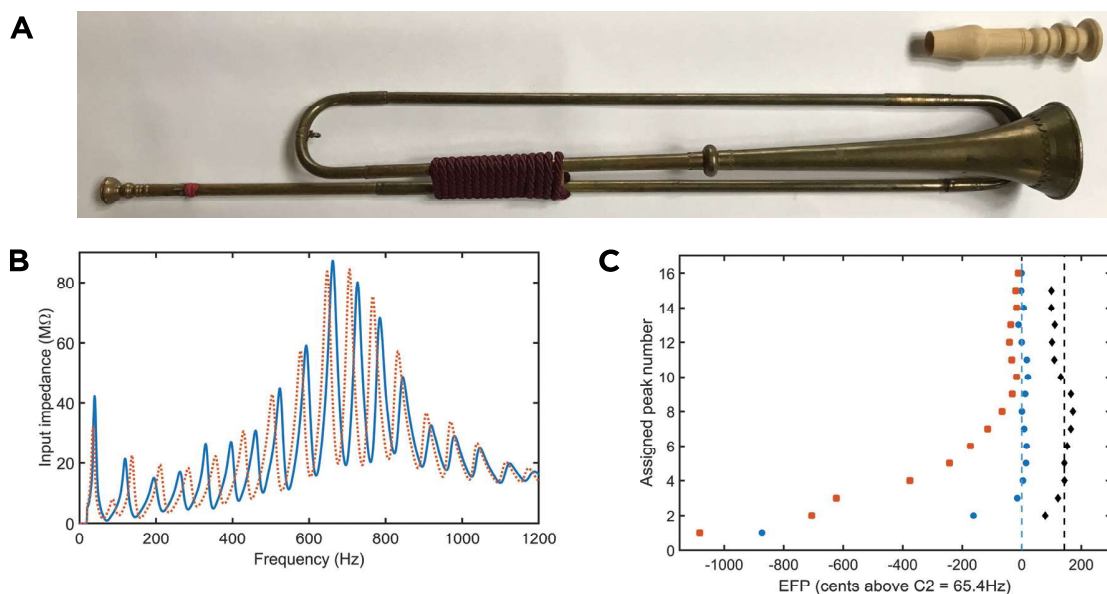 A
B
C
80
60
40
20
0
Input impedance (MΩ)
0 200 400 600 800 1000 1200
Frequency (Hz)
16
14
12
10
8
6
4
2
0
Assigned peak number
-1000 -800 -600 -400 -200 0 200
EFP (cents above C2 = 65.4Hz)